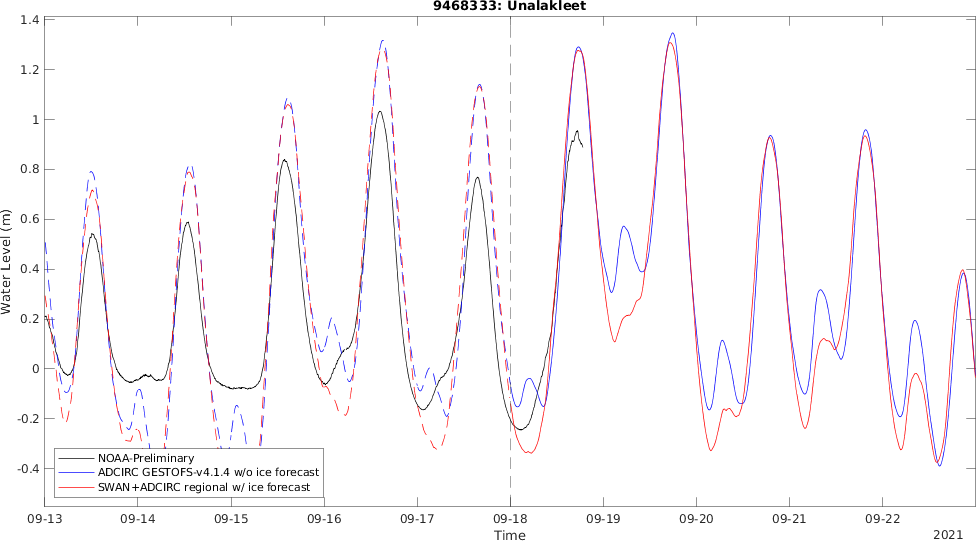 9468333: Unalakleet
1.4
1.2
1
0.8
0.6
0.4
0.2
0
-0.2
-0.4
Water Level (m)
NOAA-Preliminary
ADCIRC GESTOFS-v4.1.4 w/o ice forecast
SWAN+ADCIRC regional w/ ice forecast
09-13 09-14 09-15 09-16 09-17 09-18 09-19 09-20 09-21 09-22
Time
2021